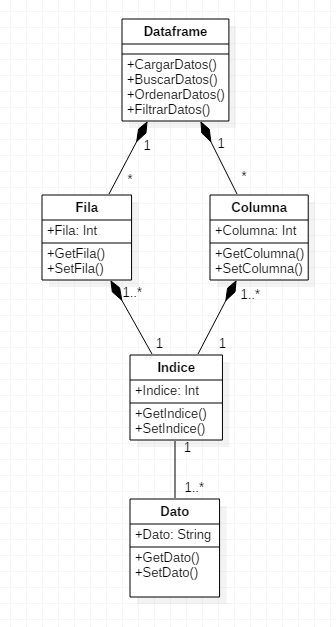 Dataframe
+CargarDatos()
+BuscarDatos()
+OrdenarDatos()
+FiltrarDatos()
1
1
*
*
Fila
+Fila: Int
+GetFila()
+SetFila()
Columna
+Columna: Int
+GetColumna()
+SetColumna()
1..*
1..*
1
1
Indice
+Indice: Int
+GetIndice()
+SetIndice()
1
1..*
Dato
+Dato: String
+GetDato()
+SetDato()